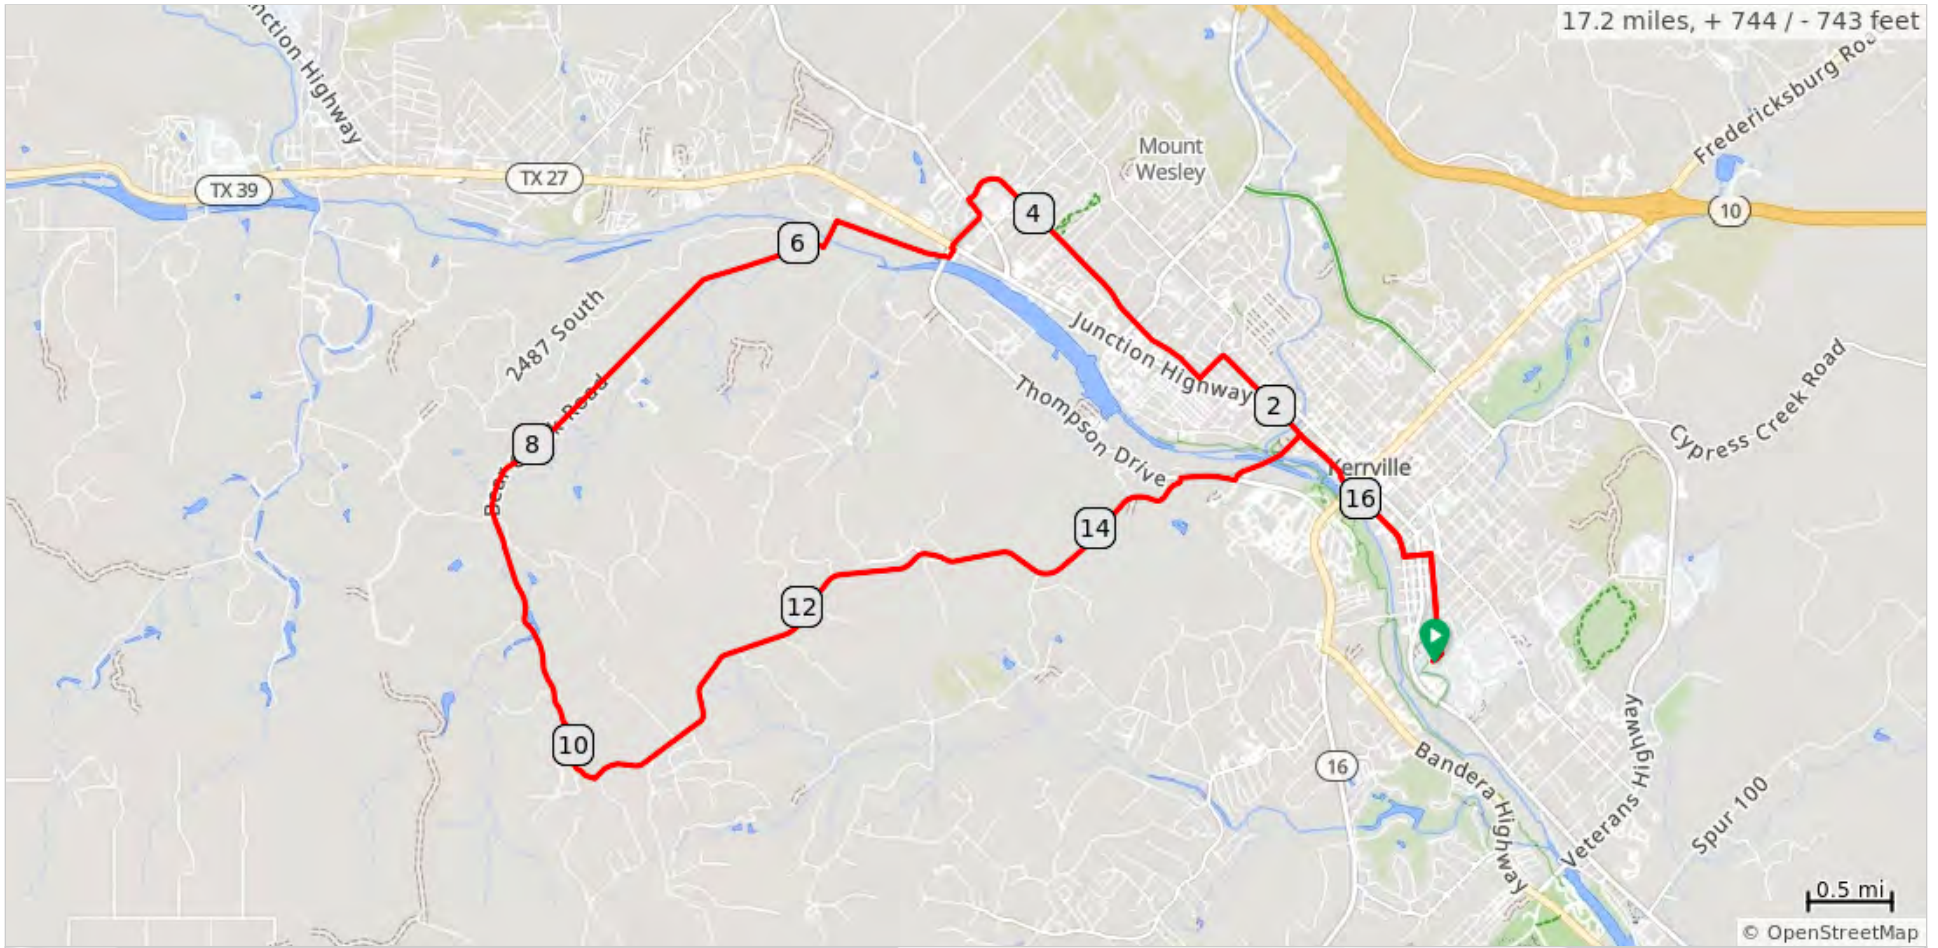 17.2 miles, + 744 / - 743 feet
nction Highway
Fredericksburg Road
Mount
Wesley
TX 39
TX 27
10
4
6
2487 South
Junction Highway
2
Thompson Drive
Cypress Creek Road
8
Kerrville
16
14
12
10
16
Bandera Highway
Veterans Highway
Spur 100
0.5 mi
© OpenStreetMap